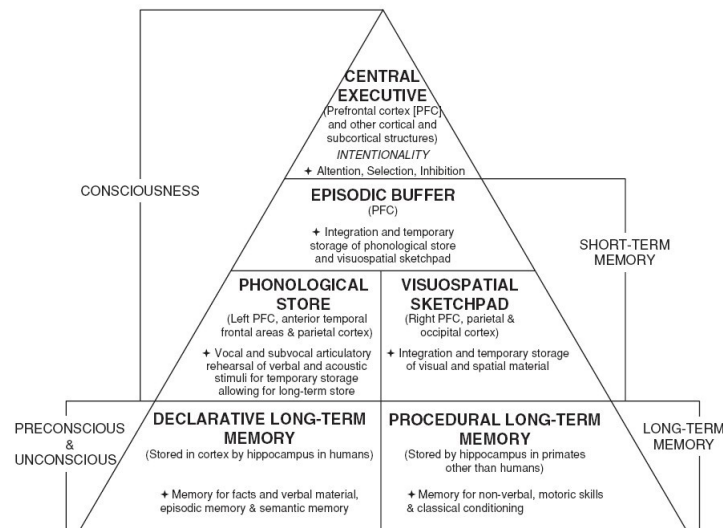 CENTRAL
EXECUTIVE
(Prefrontal cortex [PFC]
and other cortical and
subcortical structures)
INTENTIONALITY
✦ Altention, Selection, Inhibition
CONSCIOUSNESS
EPISODIC BUFFER
(PFC)
✦ Integration and temporary
storage of phonological store
and visuospatial sketchpad
SHORT-TERM
MEMORY
PHONOLOGICAL
STORE
(Left PFC, anterior temporal
frontal areas & parietal cortex)
✦ Vocal and subvocal articulatory
rehearsal of verbal and acoustic
stimuli for temporary storage
allowing for long-term store
VISUOSPATIAL
SKETCHPAD
(Right PFC, parietal &
occipital cortex)
✦ Integration and temporary storage
of visual and spatial material
PRECONSCIOUS
&
UNCONSCIOUS
DECLARATIVE LONG-TERM
MEMORY
(Stored in cortex by hippocampus in humans)
✦ Memory for facts and verbal material,
episodic memory & semantic memory
PROCEDURAL LONG-TERM
MEMORY
(Stored by hippocampus in primates
other than humans)
✦ Memory for non-verbal, motoric skills
& classical conditioning
LONG-TERM
MEMORY